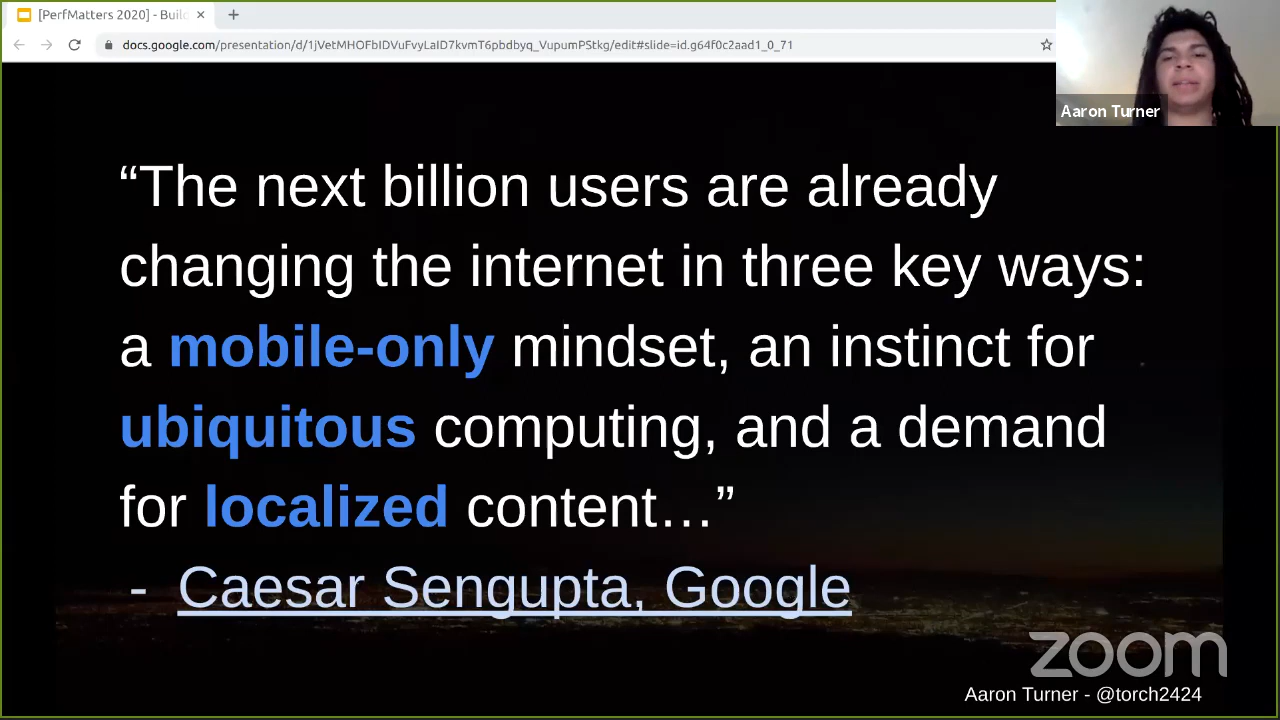 [PerfMatters 2020] - Build
docs.google.com/presentation/d/1jVetMHOFbIDVuFvyLaID7kvmT6pbdbyq_VupumPStkg/edit#slide=id.g64f0c2aad1_0_71
Aaron Turner
“The next billion users are already
changing the internet in three key ways:
a mobile-only mindset, an instinct for
ubiquitous computing, and a demand
for localized content…”
- Caesar Sengupta, Google
zoom
Aaron Turner - @torch2424